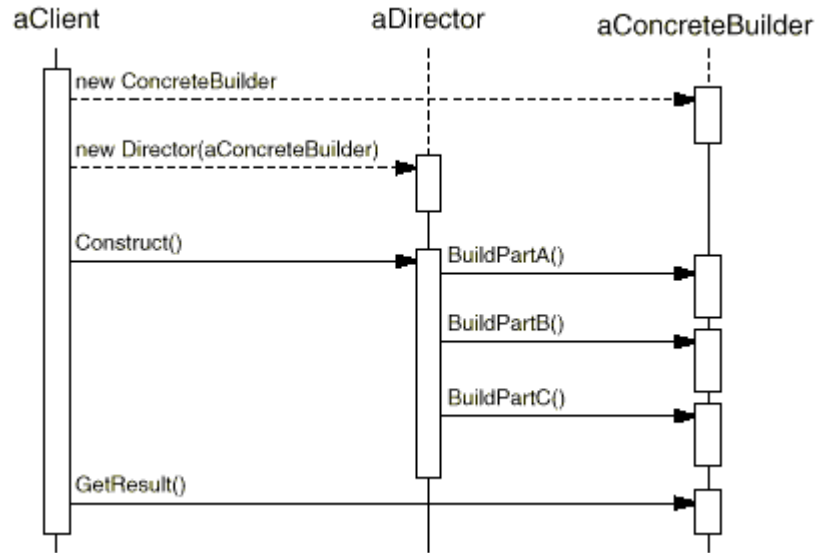 aClient
aDirector
aConcreteBuilder
new ConcreteBuilder
new Director(aConcreteBuilder)
Construct()
BuildPartA()
BuildPartB()
BuildPartC()
GetResult()